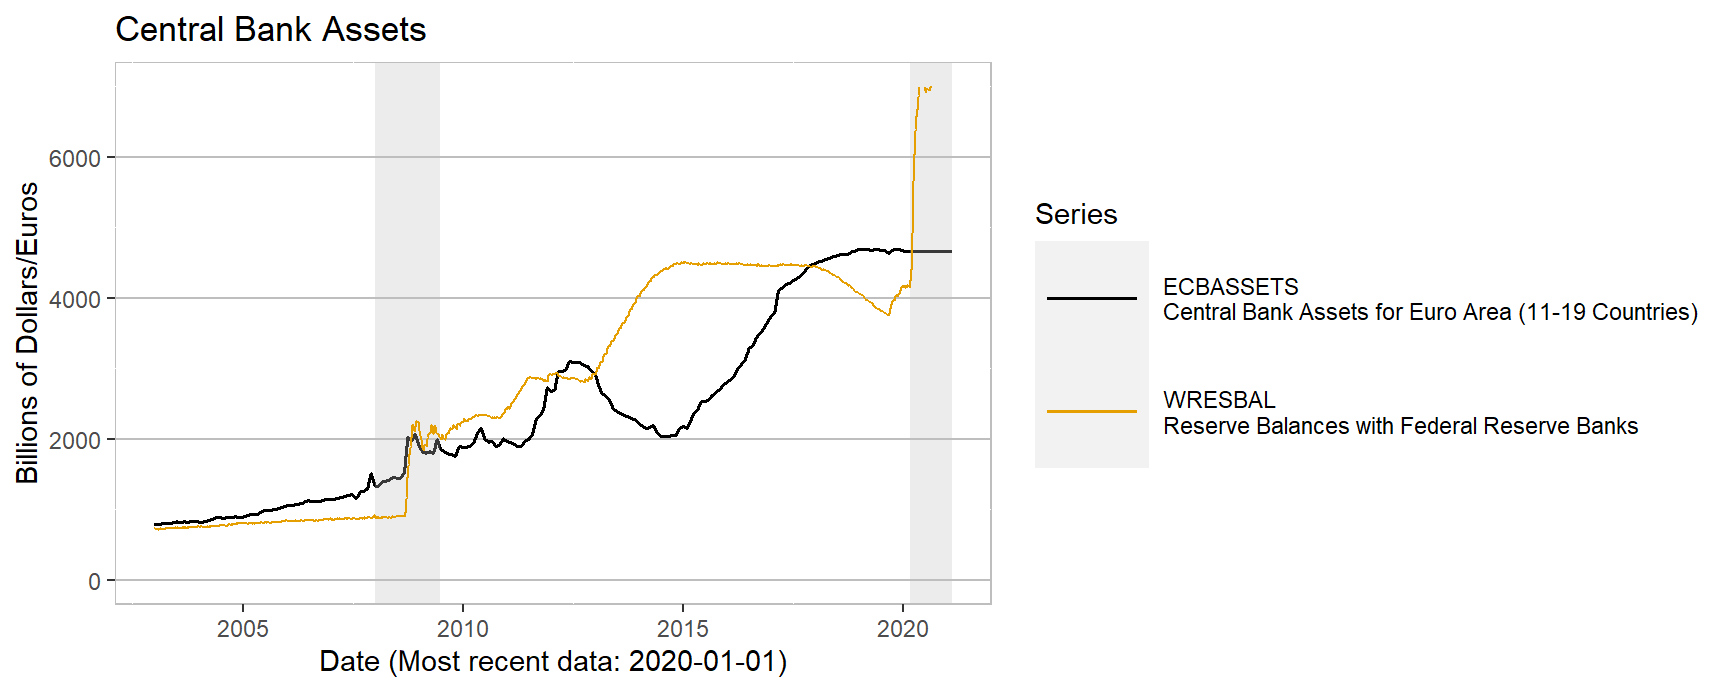 Central Bank Assets
Billions of Dollars/Euros
6000
4000
2000
0
2005 2010 2015 2020
Date (Most recent data: 2020-01-01)
Series
ECBASSETS
Central Bank Assets for Euro Area (11-19 Countries)
WRESBAL
Reserve Balances with Federal Reserve Banks